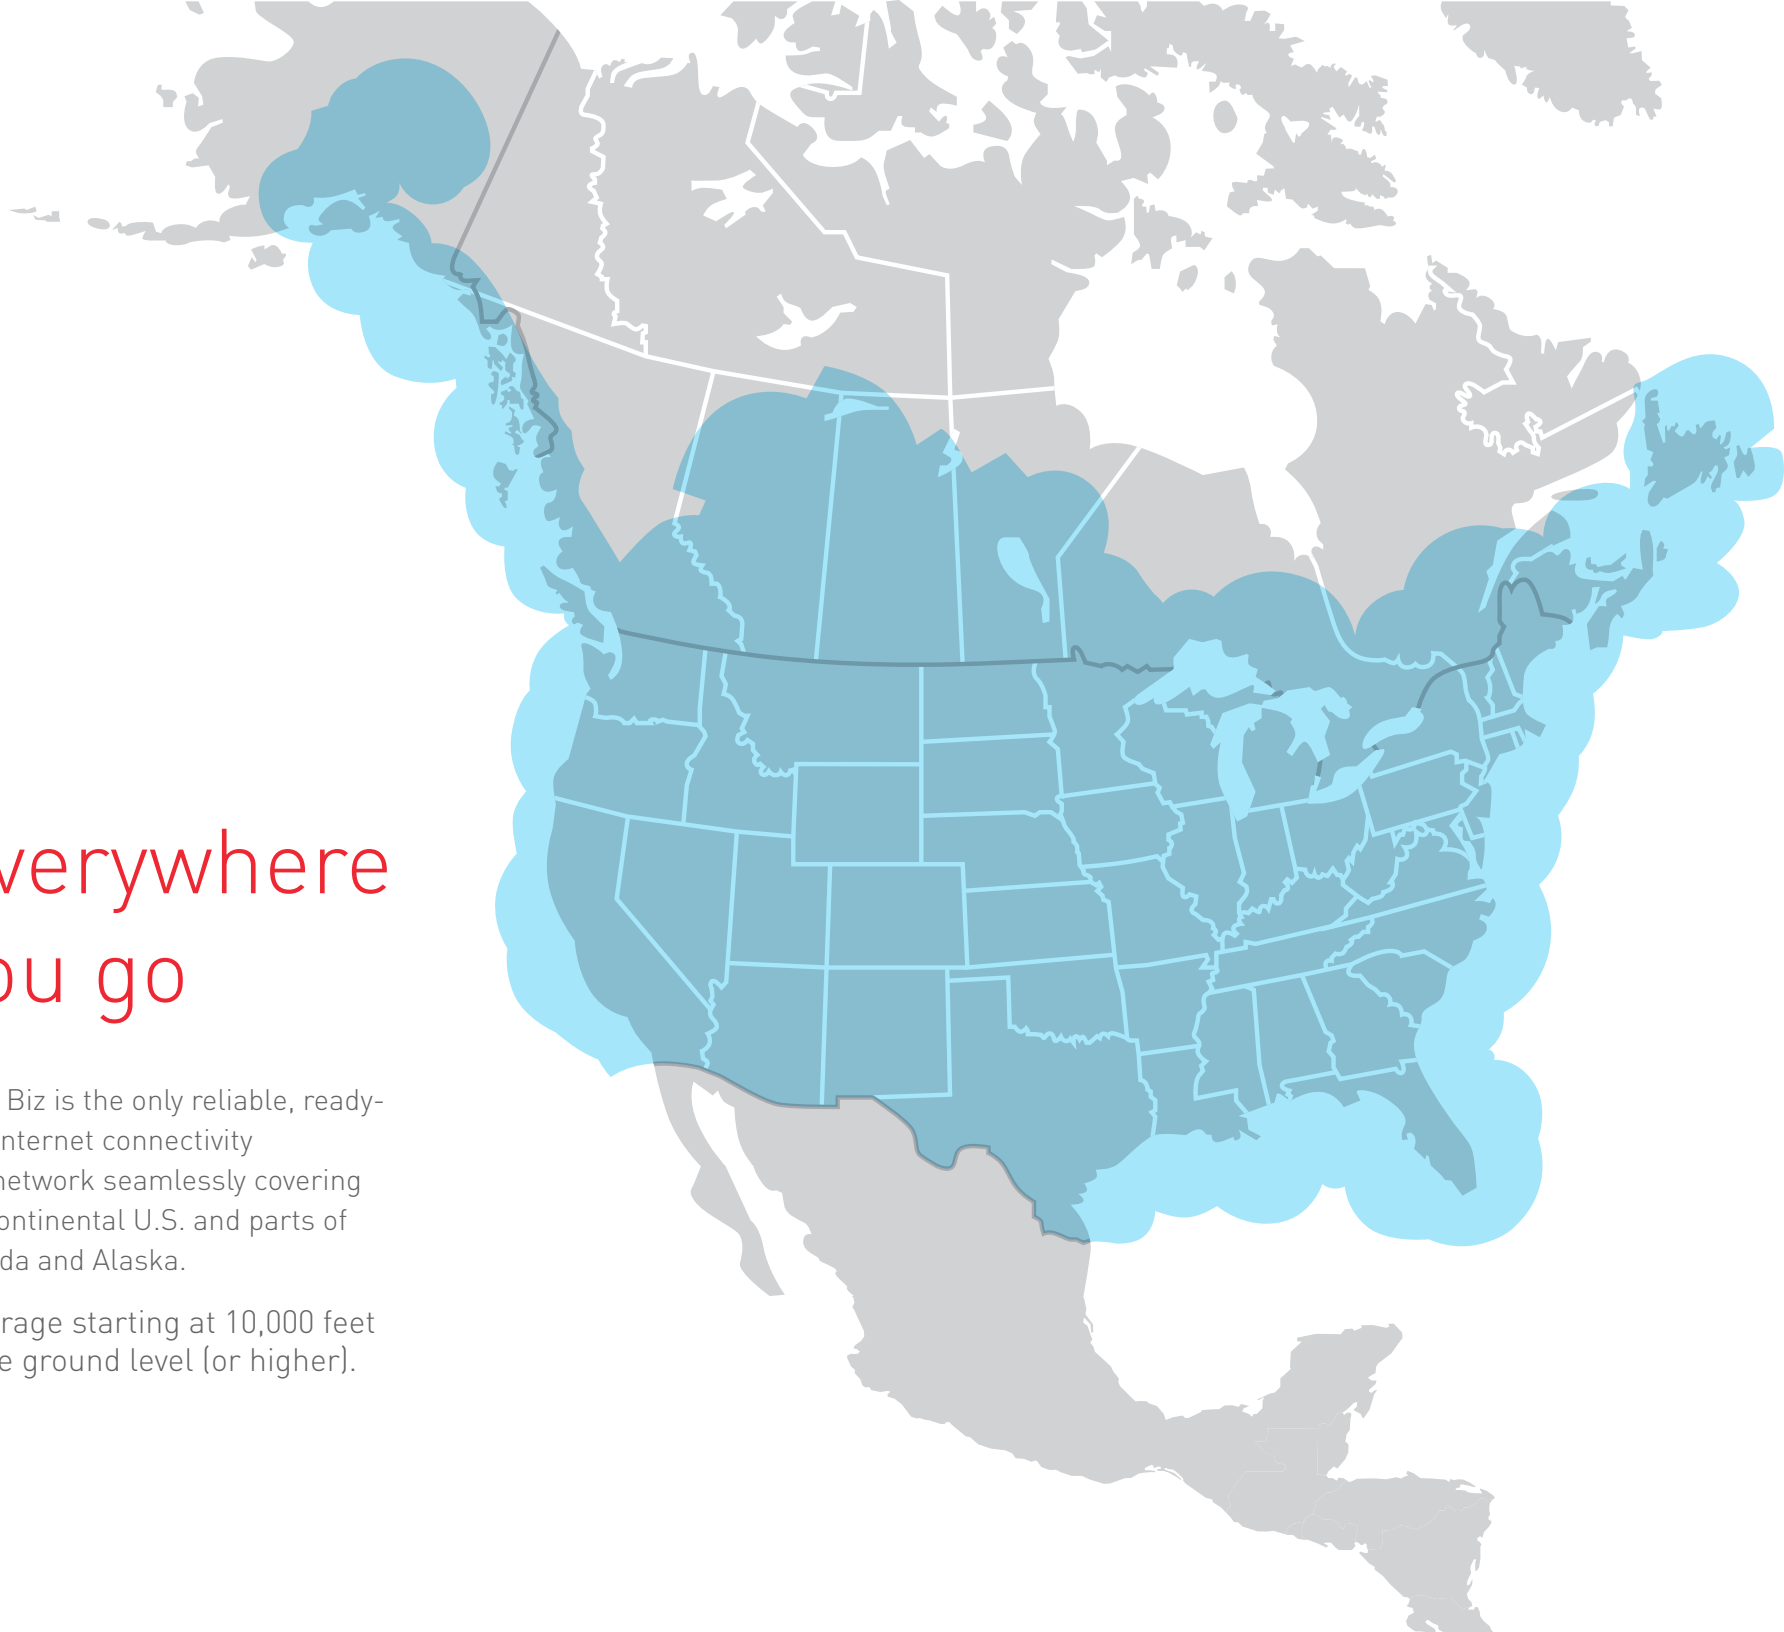 verywhere
ou go
Biz is the only reliable, ready-
nternet connectivity
network seamlessly covering
ontinental U.S. and parts of
da and Alaska.
rage starting at 10,000 feet
e ground level (or higher).